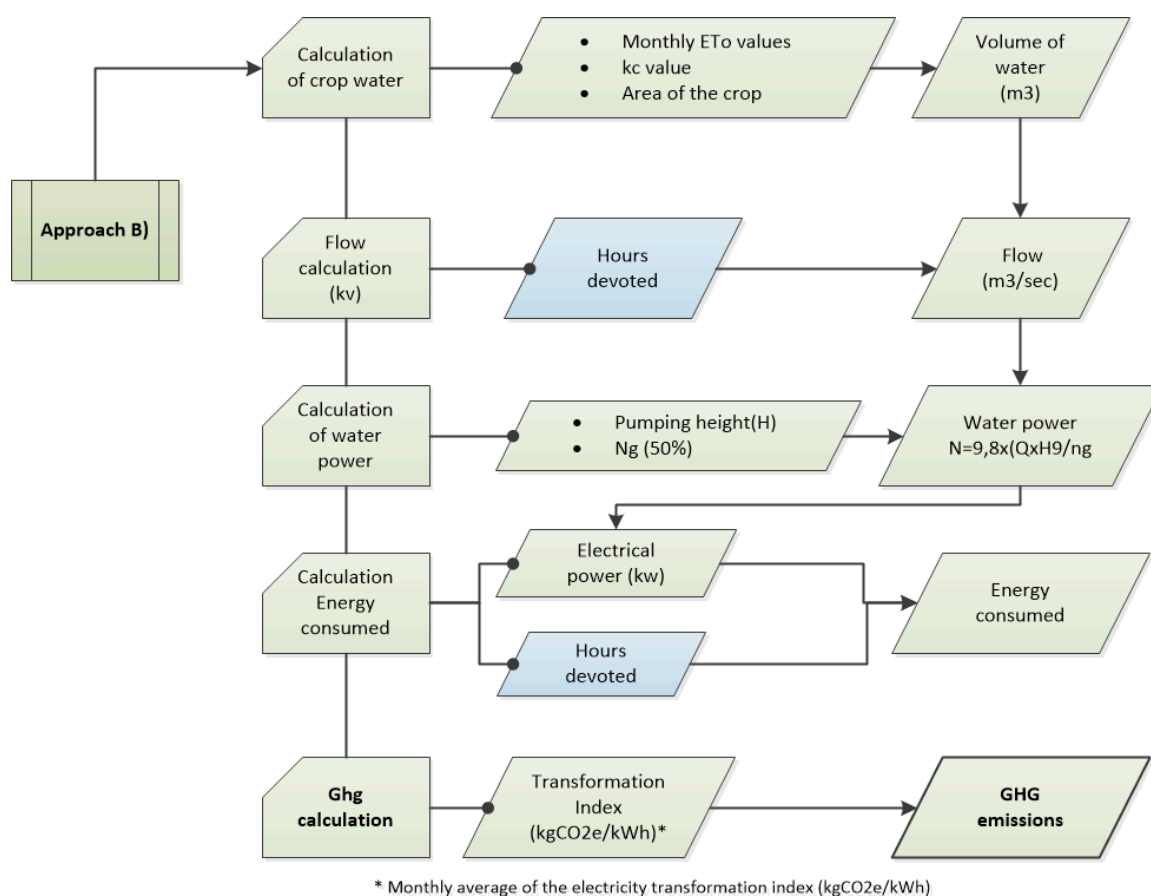 Calculation
of crop water
• Monthly ETo values
• kc value
• Area of the crop
Volume of
water
(m3)
Approach B)
Flow
calculation
(kv)
Hours
devoted
Flow
(m3/sec)
Calculation
of water
power
• Pumping height(H)
• Ng (50%)
Water power
N=9,8x(QxH9/ng
Calculation
Energy
consumed
Electrical
power (kw)
Hours
devoted
Energy
consumed
Ghg
calculation
Transformation
Index
(kgCO2e/kWh)*
GHG
emissions
* Monthly average of the electricity transformation index (kgCO2e/kWh)